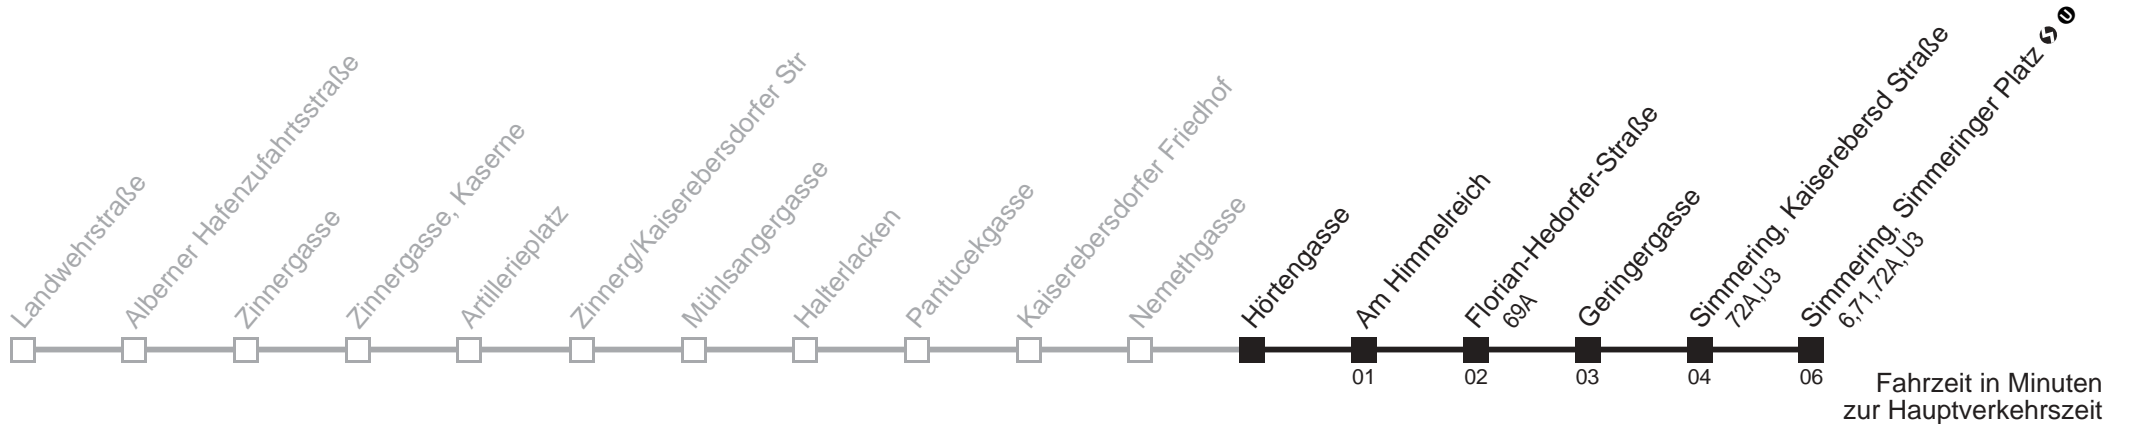 Landwehrstraße
Alberner Hafenzufahrtsstraße
Zinnergasse
Zinnergasse, Kaserne
Artillerieplatz
Zinnerg/Kaiserebersdorfer Str
Mühlsangergasse
Halterlacken
Pantucekgasse
Kaiserebersdorfer Friedhof
Nemethgasse
Hörtengasse
Am Himmelreich
Florian-Hedorfer-Straße
69A
Geringergasse
Simmering, Kaiserebersd Straße
72A,U3
Simmering, Simmeringer Platz S U
6,71,72A,U3
01 02 03 04 06
Fahrzeit in Minuten
zur Hauptverkehrszeit